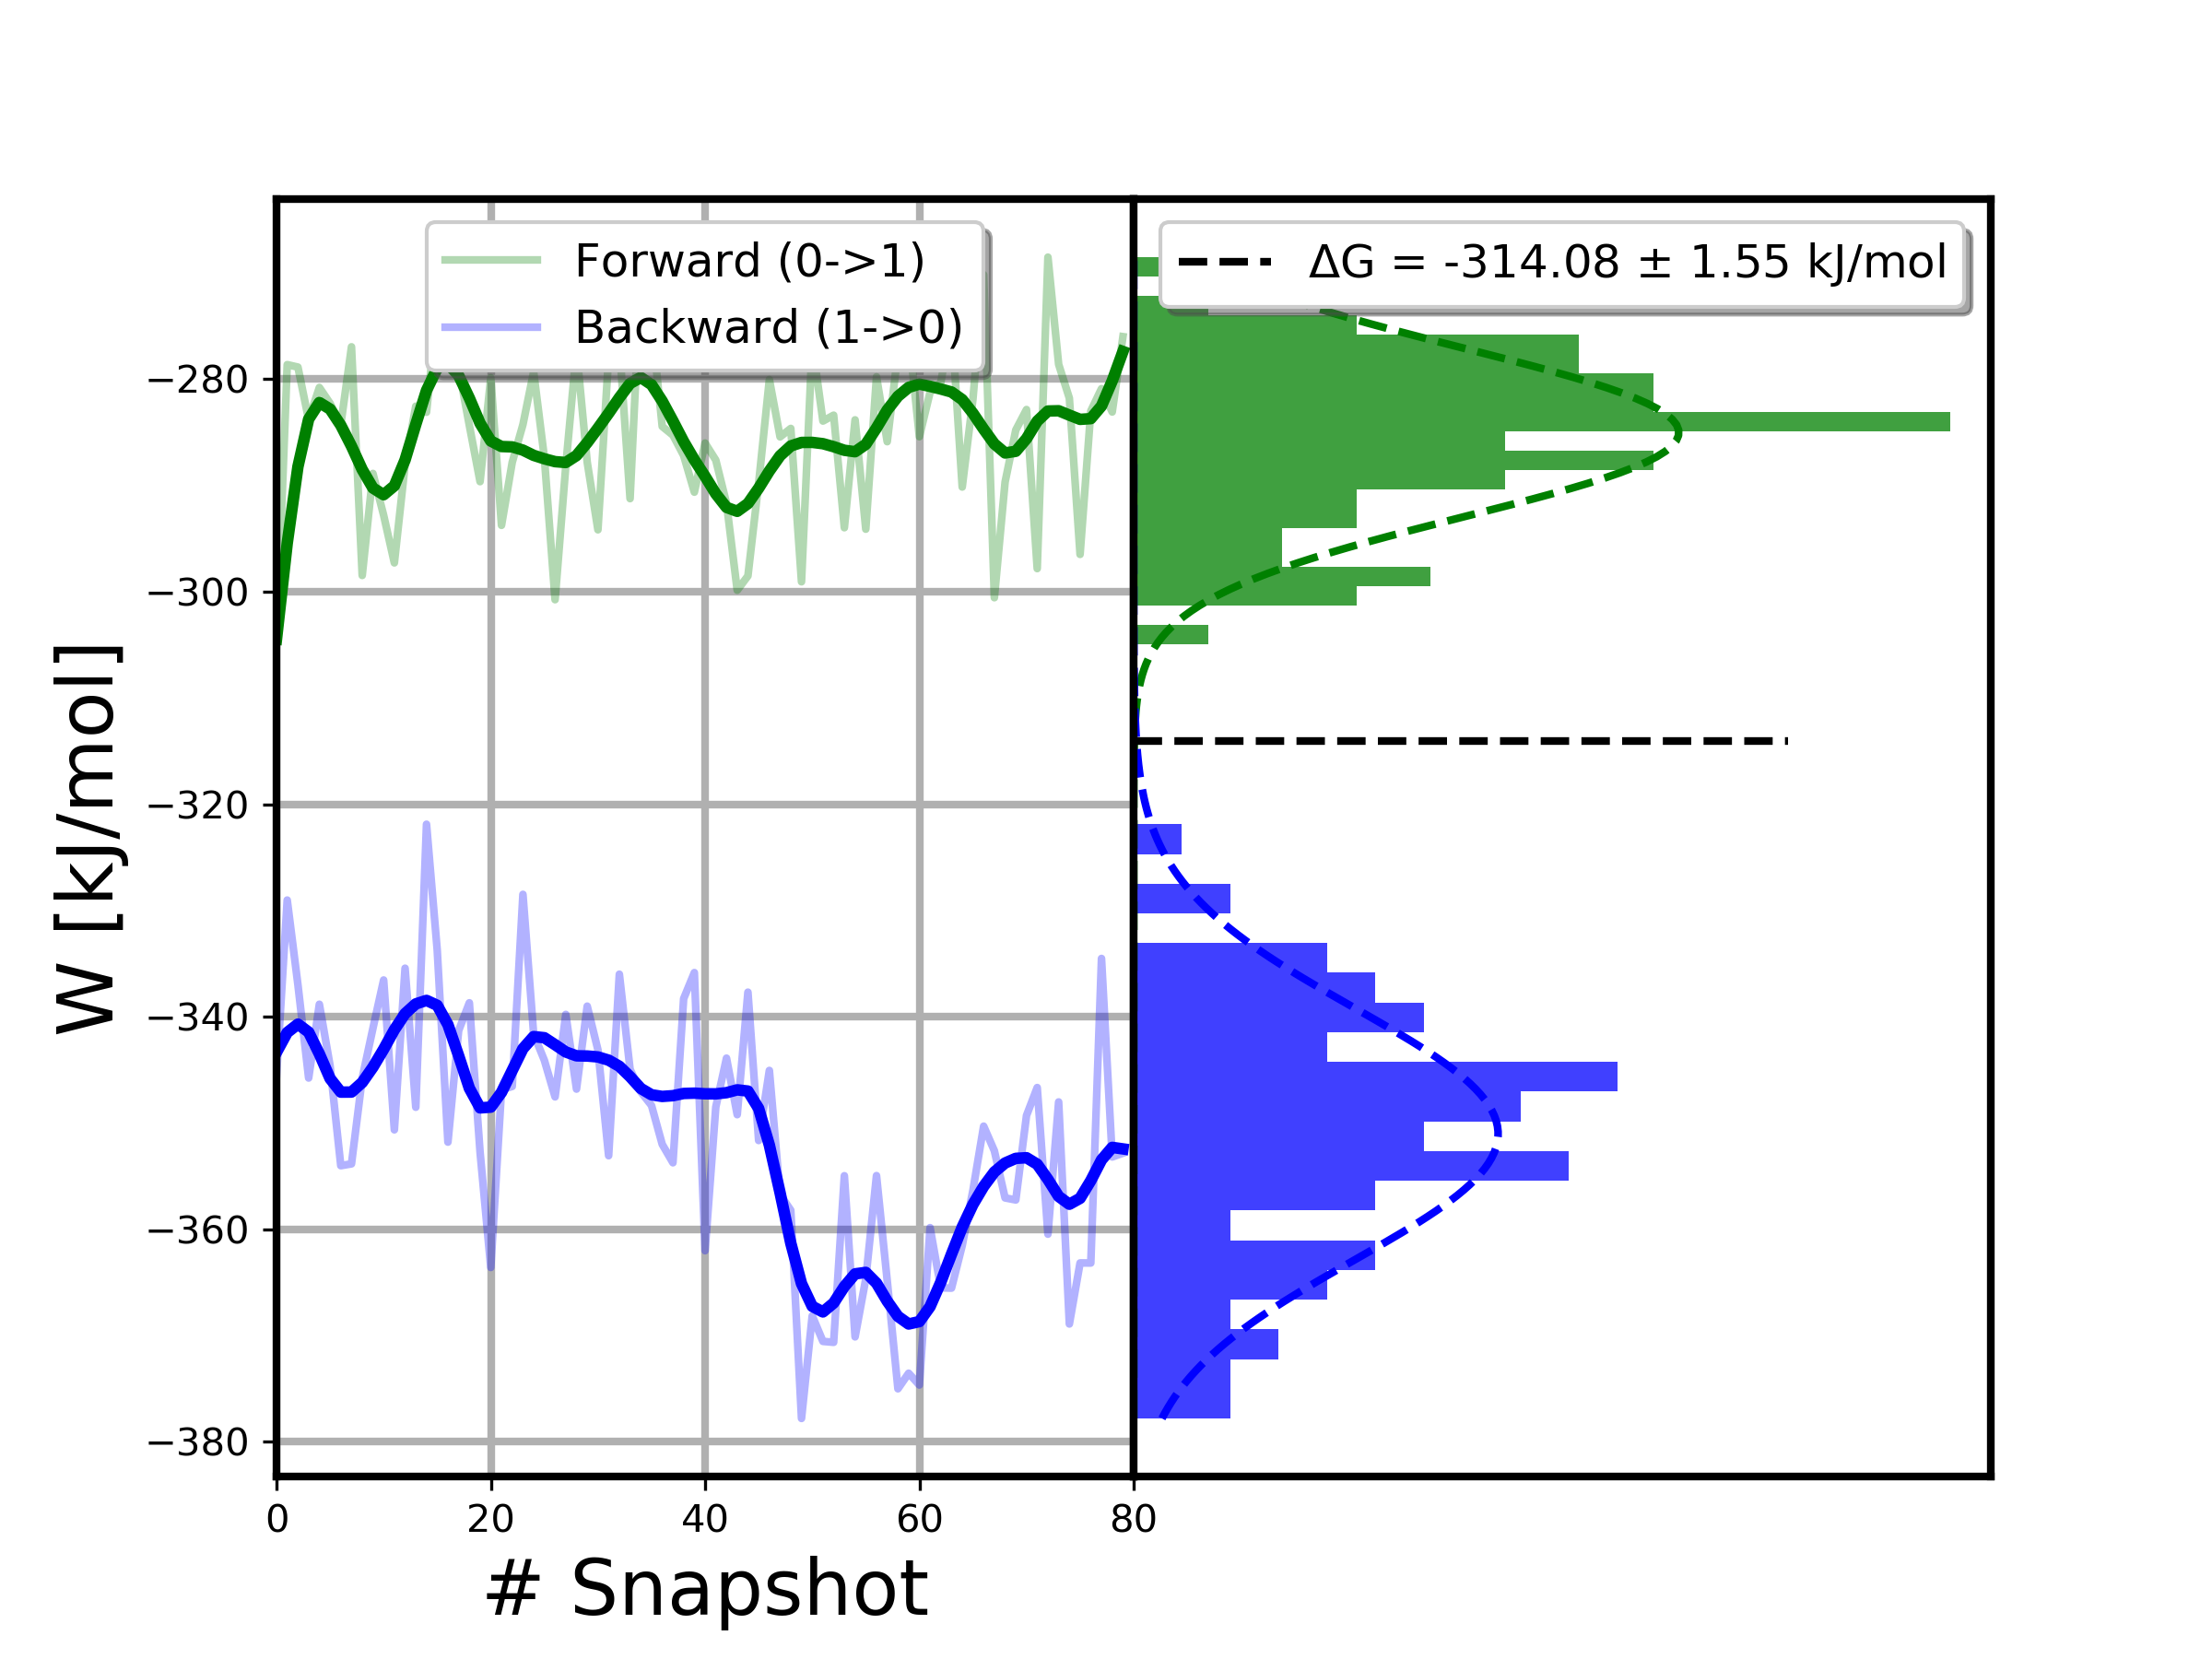 Forward (0->1)
Backward (1->0)
ΔG = -314.08 ± 1.55 kJ/mol
W [kJ/mol]
−280
−300
−320
−340
−360
−380
0 20 40 60 80
# Snapshot